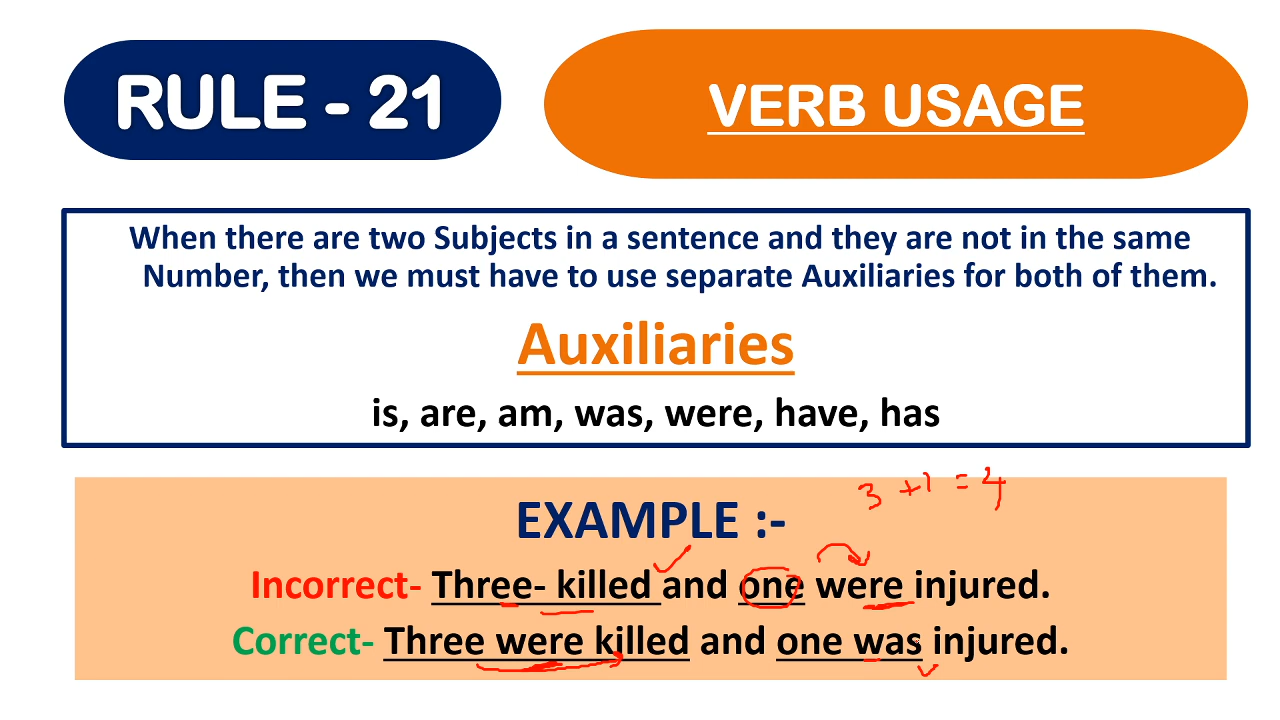 RULE - 21
VERB USAGE
When there are two Subjects in a sentence and they are not in the same
Number, then we must have to use separate Auxiliaries for both of them.
Auxiliaries
is, are, am, was, were, have, has
3 + 1 = 4
EXAMPLE :-
Incorrect- Three- killed and one were injured.
Correct- Three were killed and one was injured.